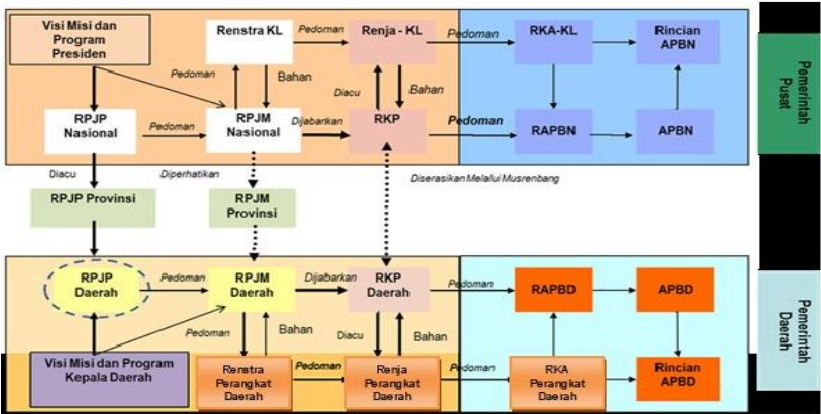 Visi Misi dan
Program
Presiden
Renstra KL
Pedoman
Renja - KL
Pedoman
RKA-KL
Rincian
APBN
Pedoman
Bahan
Diacu
Bahan
RPJP
Nasional
Pedoman
RPJM
Nasional
Dijabarkan
RKP
Pedoman
RAPBN
APBN
Pemerintah
Pusat
Diacu
Diperhatikan
Diserasikan Melallui Musrenbang
RPJP Provinsi
RPJM
Provinsi
RPJP
Daerah
Pedoman
RPJM
Daerah
Dijabarkan
RKP
Daerah
Pedoman
RAPBD
APBD
Pedoman
Bahan
Diacu
Bahan
Visi Misi dan Program
Kepala Daerah
Renstra
Perangkat
Daerah
Pedoman
Renja
Perangkat
Daerah
Pedoman
RKA
Perangkat
Daerah
Rincian
APBD
Pemerintah
Daerah